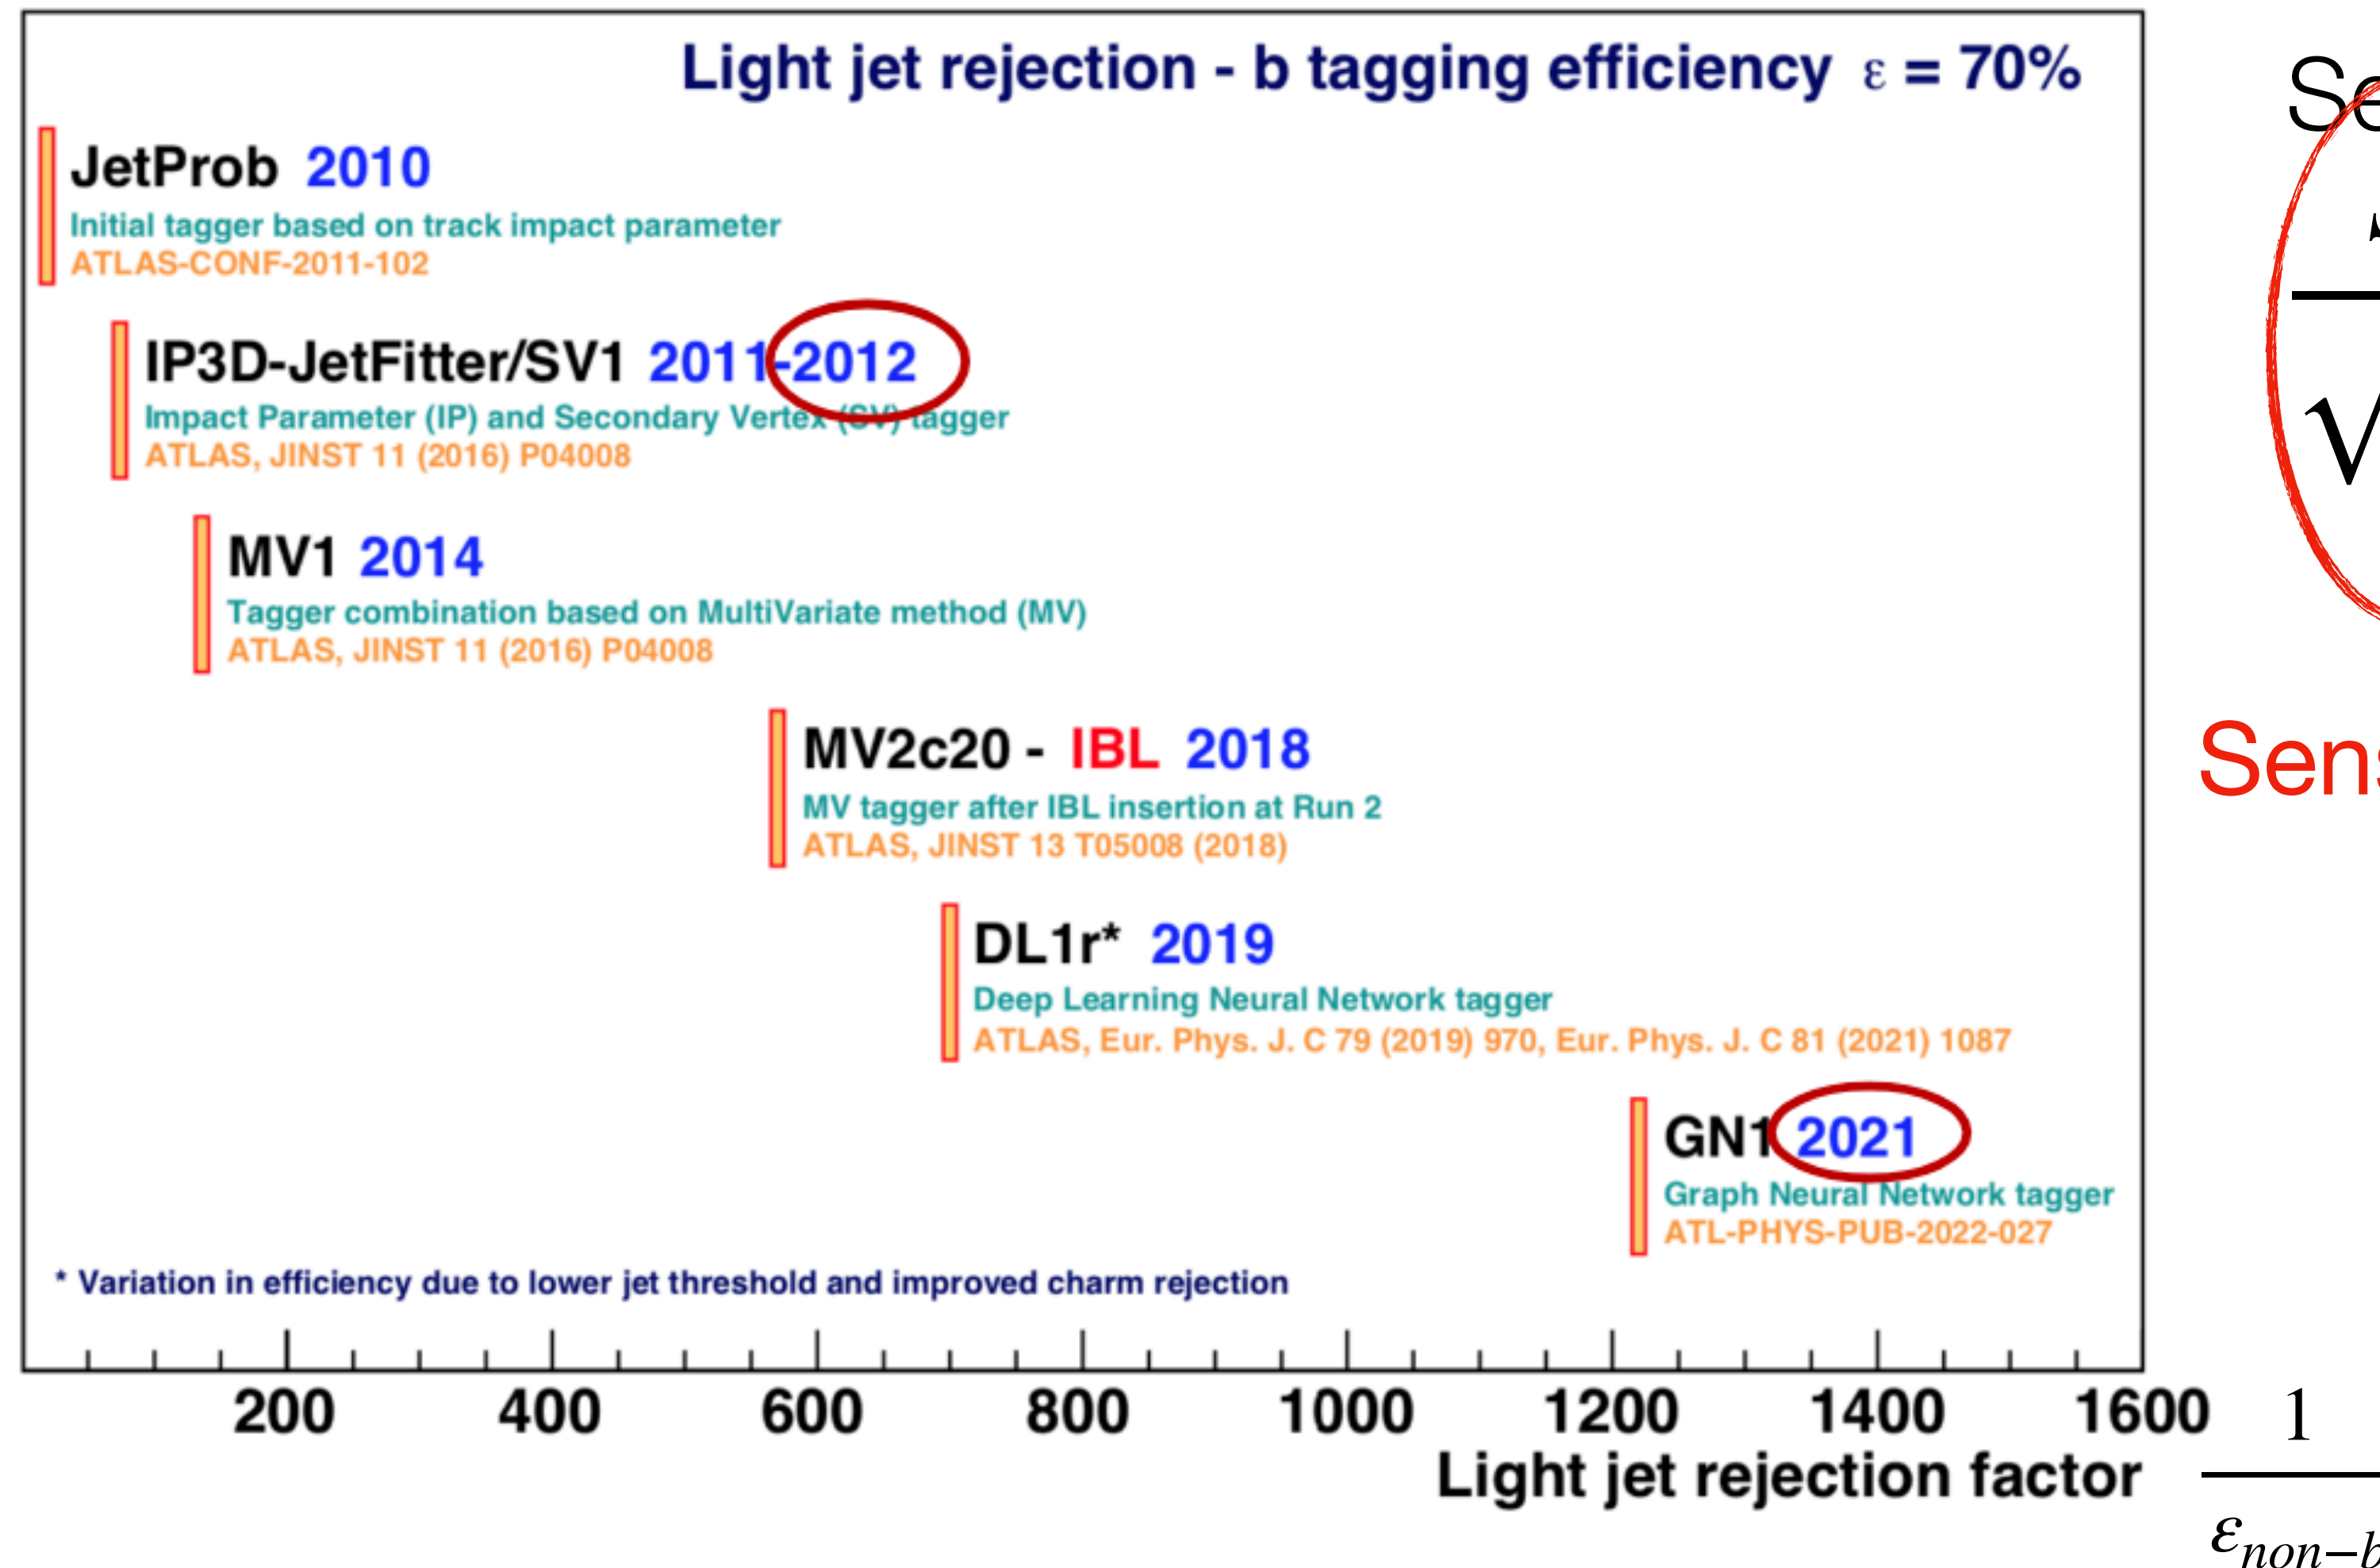 Light jet rejection - b tagging efficiency ε = 70%
JetProb 2010
Initial tagger based on track impact parameter
ATLAS-CONF-2011-102
IP3D-JetFitter/SV1 2011-2012
Impact Parameter (IP) and Secondary Vertex (SV) tagger
ATLAS, JINST 11 (2016) P04008
MV1 2014
Tagger combination based on MultiVariate method (MV)
ATLAS, JINST 11 (2016) P04008
MV2c20 - IBL 2018
MV tagger after IBL insertion at Run 2
ATLAS, JINST 13 T05008 (2018)
DL1r* 2019
Deep Learning Neural Network tagger
ATLAS, Eur. Phys. J. C 79 (2019) 970, Eur. Phys. J. C 81 (2021) 1087
GN1 2021
Graph Neural Network tagger
ATL-PHYS-PUB-2022-027
* Variation in efficiency due to lower jet threshold and improved charm rejection
200 400 600 800 1000 1200 1400 1600
Light jet rejection factor
Se
√
Sens
1
ε non-b